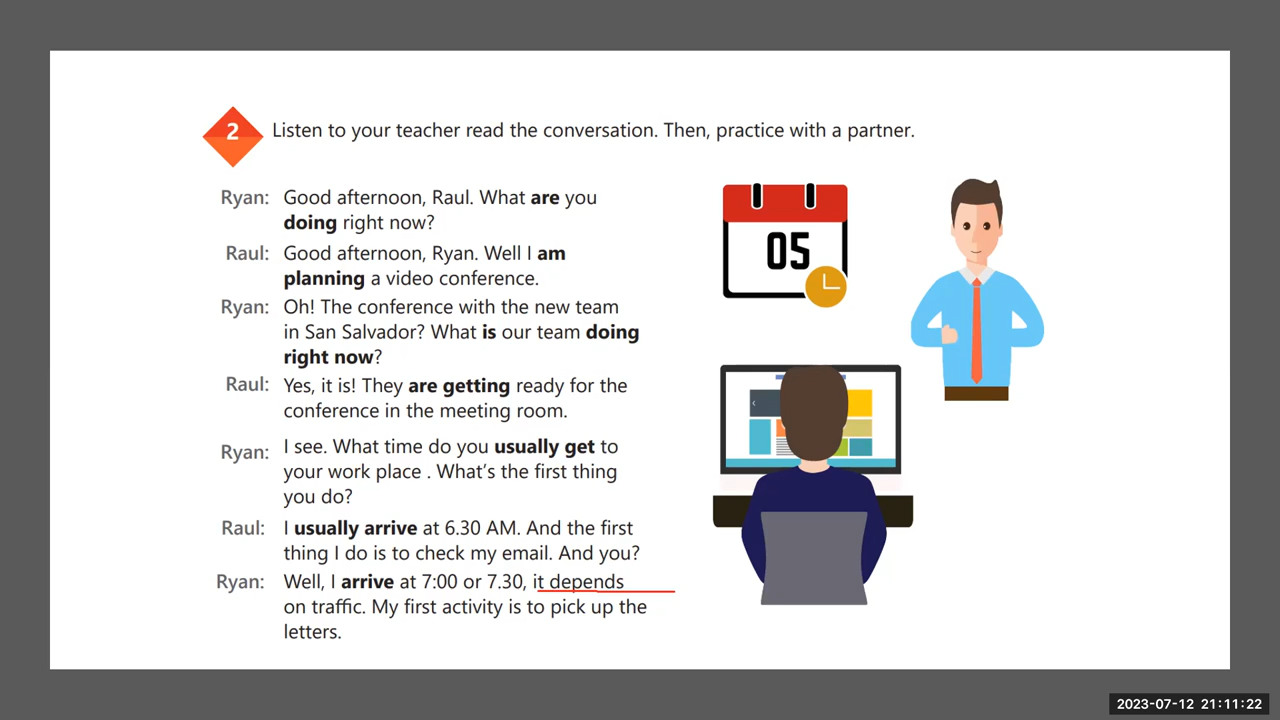 2 Listen to your teacher read the conversation. Then, practice with a partner.
Ryan: Good afternoon, Raul. What are you
doing right now?
Raul: Good afternoon, Ryan. Well I am
planning a video conference.
Ryan: Oh! The conference with the new team
in San Salvador? What is our team doing
right now?
Raul: Yes, it is! They are getting ready for the
conference in the meeting room.
Ryan: I see. What time do you usually get to
your work place . What's the first thing
you do?
Raul: I usually arrive at 6.30 AM. And the first
thing I do is to check my email. And you?
Ryan: Well, I arrive at 7:00 or 7.30, it depends
on traffic. My first activity is to pick up the
letters.
05
2023-07-12 21:11:22